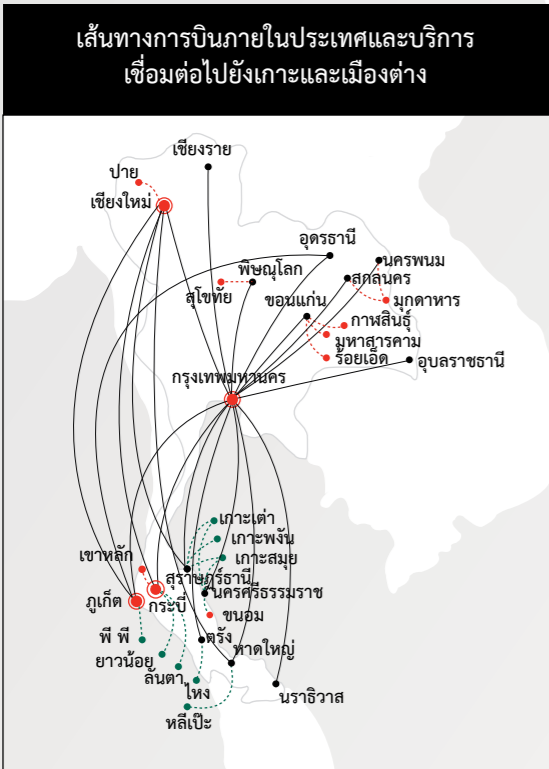 เส้นทางการบินภายในประเทศและบริการ
เชื่อมต่อไปยังเกาะและเมืองต่าง
เชียงราย
ปาย
เชียงใหม่
อุดรธานี
นครพนม
พิษณุโลก
สกลนคร
สุโขทัย
ขอนแก่น
มุกดาหาร
กาฬสินธุ์
มหาสารคาม
ร้อยเอ็ด
อุบลราชธานี
กรุงเทพมหานคร
เกาะเต่า
เกาะพงัน
เกาะสมุย
เขาหลัก
สุราษฎร์ธานี
นครศรีธรรมราช
ภูเก็ต
กระบี่
ขนอม
พี พี
ตรัง
หาดใหญ่
ยาวน้อย
ลันตา
ไหง
นราธิวาส
หลีเป๊ะ